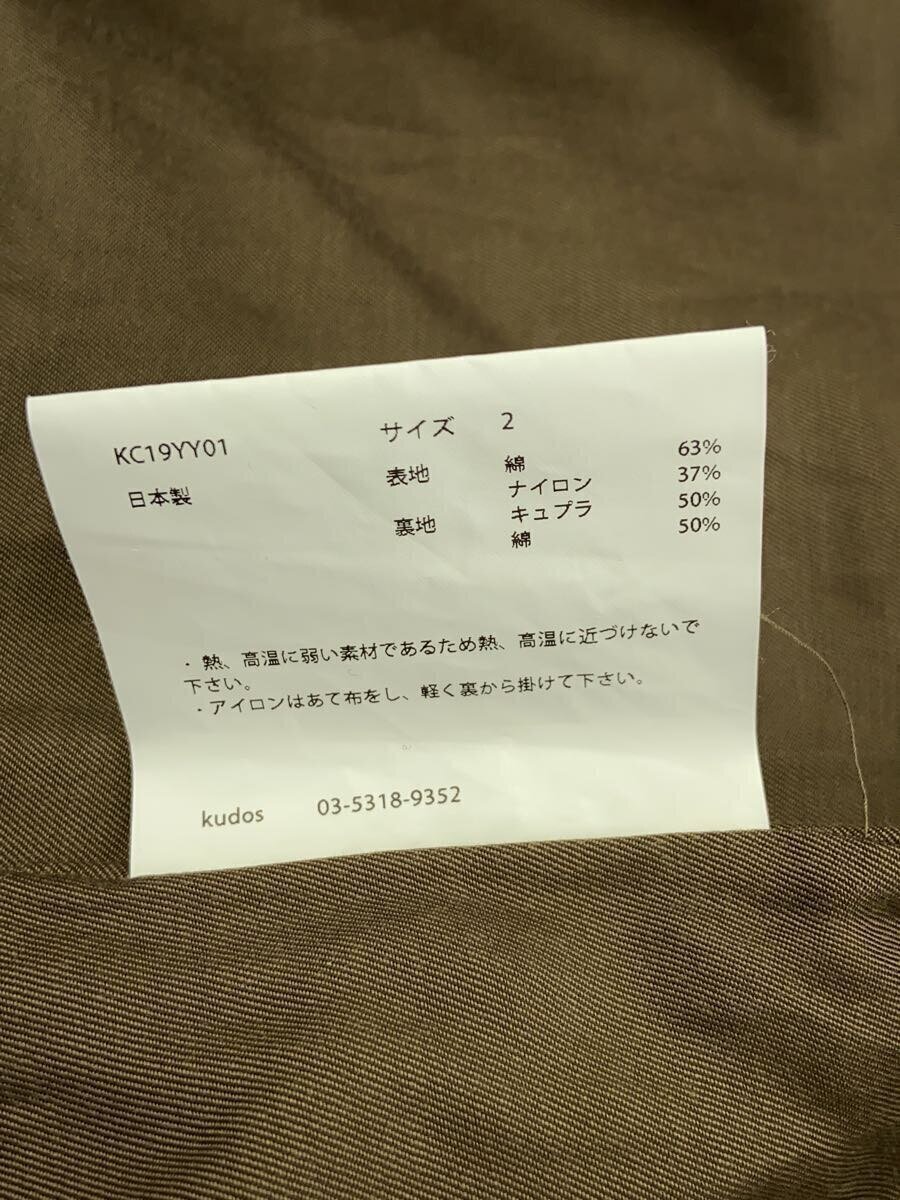 KC19YY01 サイズ 2
日本製 表地 綿 63%
ナイロン 37%
裏地 キュプラ 50%
綿 50%
・熱、高温に弱い素材であるため熱、高温に近づけないで
下さい。
・アイロンはあて布をし、軽く裏から掛けて下さい。
kudos 03-5318-9352